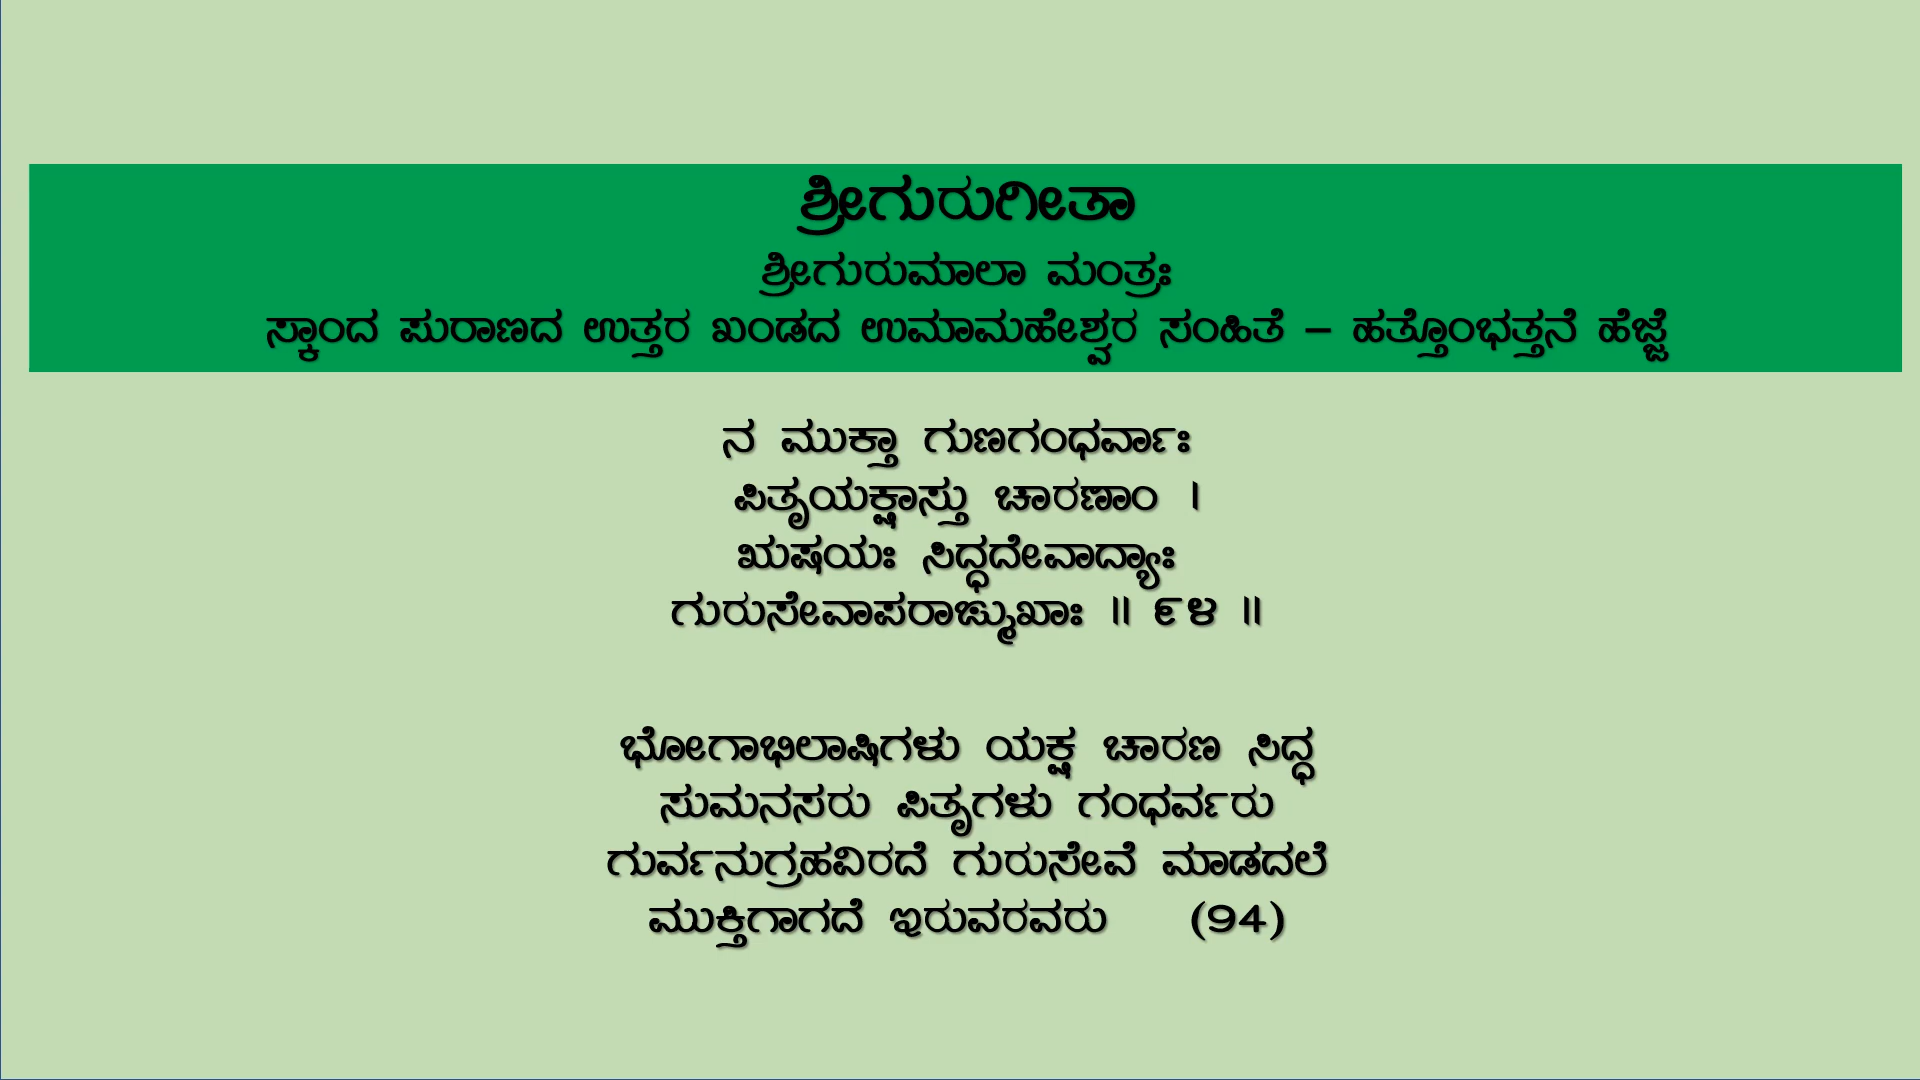 ಶ್ರೀಗುರುಗೀತಾ
ಶ್ರೀಗುರುಮಾಲಾ ಮಂತ್ರಃ
ಸ್ಕಾಂದ ಪುರಾಣದ ಉತ್ತರ ಖಂಡದ ಉಮಾಮಹೇಶ್ವರ ಸಂಹಿತೆ – ಹತ್ತೊಂಭತ್ತನೆ ಹೆಜ್ಜೆ
ನ ಮುಕ್ತಾ ಗುಣಗಂಧರ್ವಾಃ
ಪಿತೃಯಕ್ಷಾಸ್ತು ಚಾರಣಾಂ ।
ಋಷಯಃ ಸಿದ್ಧದೇವಾದ್ಯಾಃ
ಗುರುಸೇವಾಪರಾಙ್ಮುಖಾಃ ॥ ೯೪ ॥
ಭೋಗಾಭಿಲಾಷಿಗಳು ಯಕ್ಷ ಚಾರಣ ಸಿದ್ಧ
ಸುಮನಸರು ಪಿತೃಗಳು ಗಂಧರ್ವರು
ಗುರ್ವನುಗ್ರಹವಿರದೆ ಗುರುಸೇವೆ ಮಾಡದಲೆ
ಮುಕ್ತಿಗಾಗದೆ ಇರುವರವರು (94)